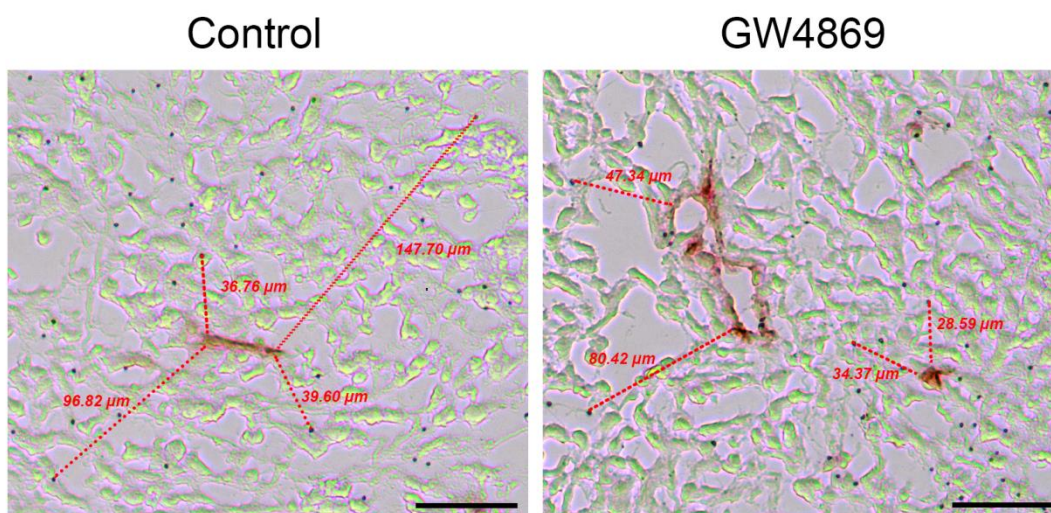 Control
GW4869
147.70 µm
36.76 µm
96.82 µm
39.60 µm
47.34 µm
80.42 µm
28.59 µm
34.37 µm